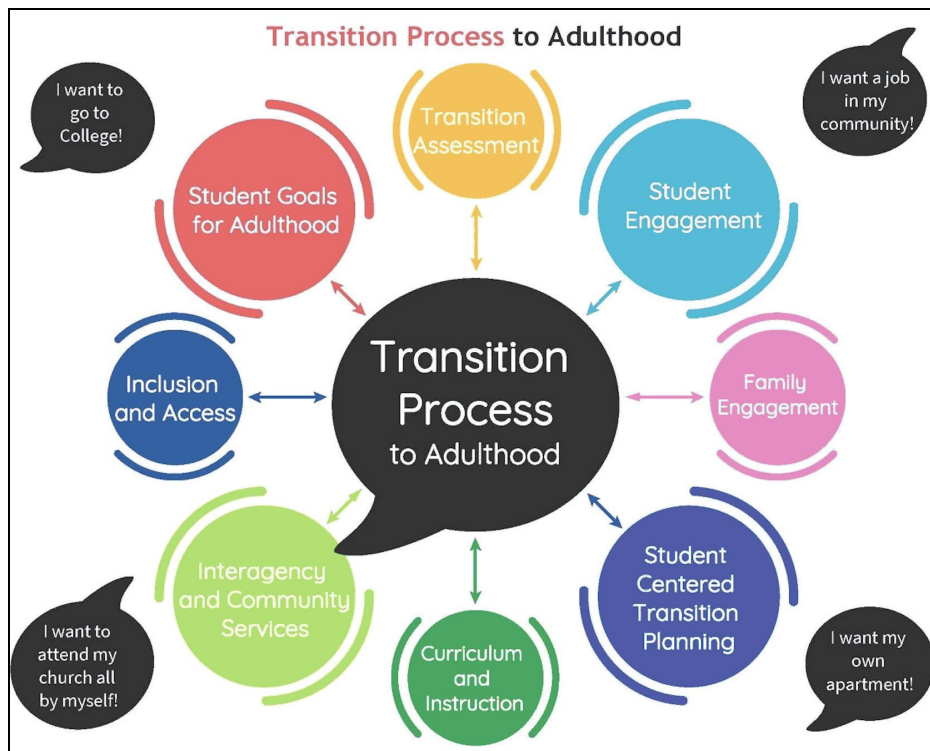 Transition Process to Adulthood
I want to
go to
College!
Transition
Assessment
I want a job
in my
community!
Student Goals
for Adulthood
Student
Engagement
Transition
Process
to Adulthood
Inclusion
and Access
Family
Engagement
Interagency
and Community
Services
Student
Centered
Transition
Planning
Curriculum
and
Instruction
I want to
attend my
church all
by myself!
I want my
own
apartment!